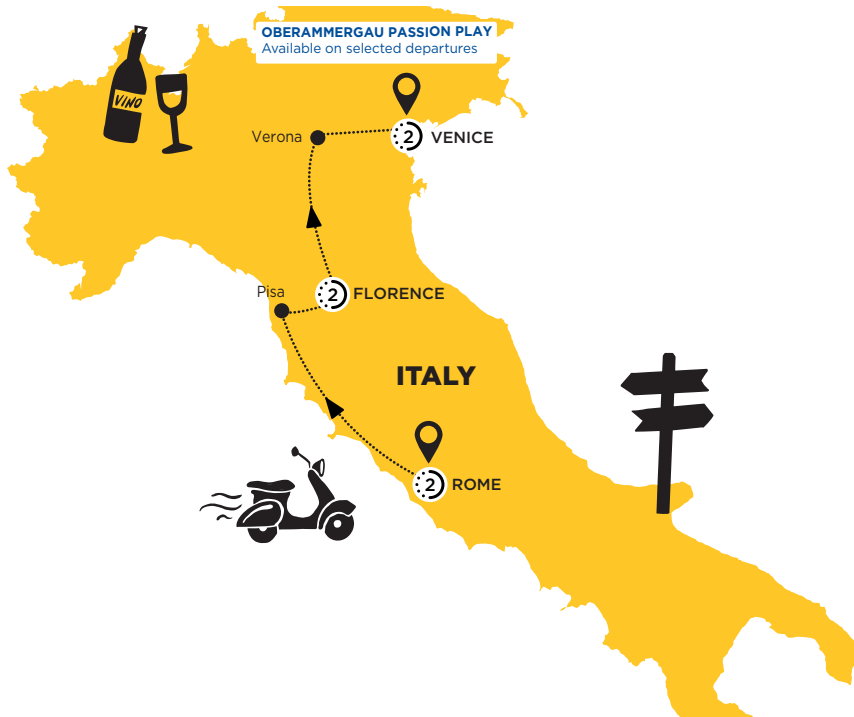 OBERAMMERGAU PASSION PLAY
Available on selected departures
VINO
Verona
2 VENICE
Pisa
2 FLORENCE
ITALY
2 ROME